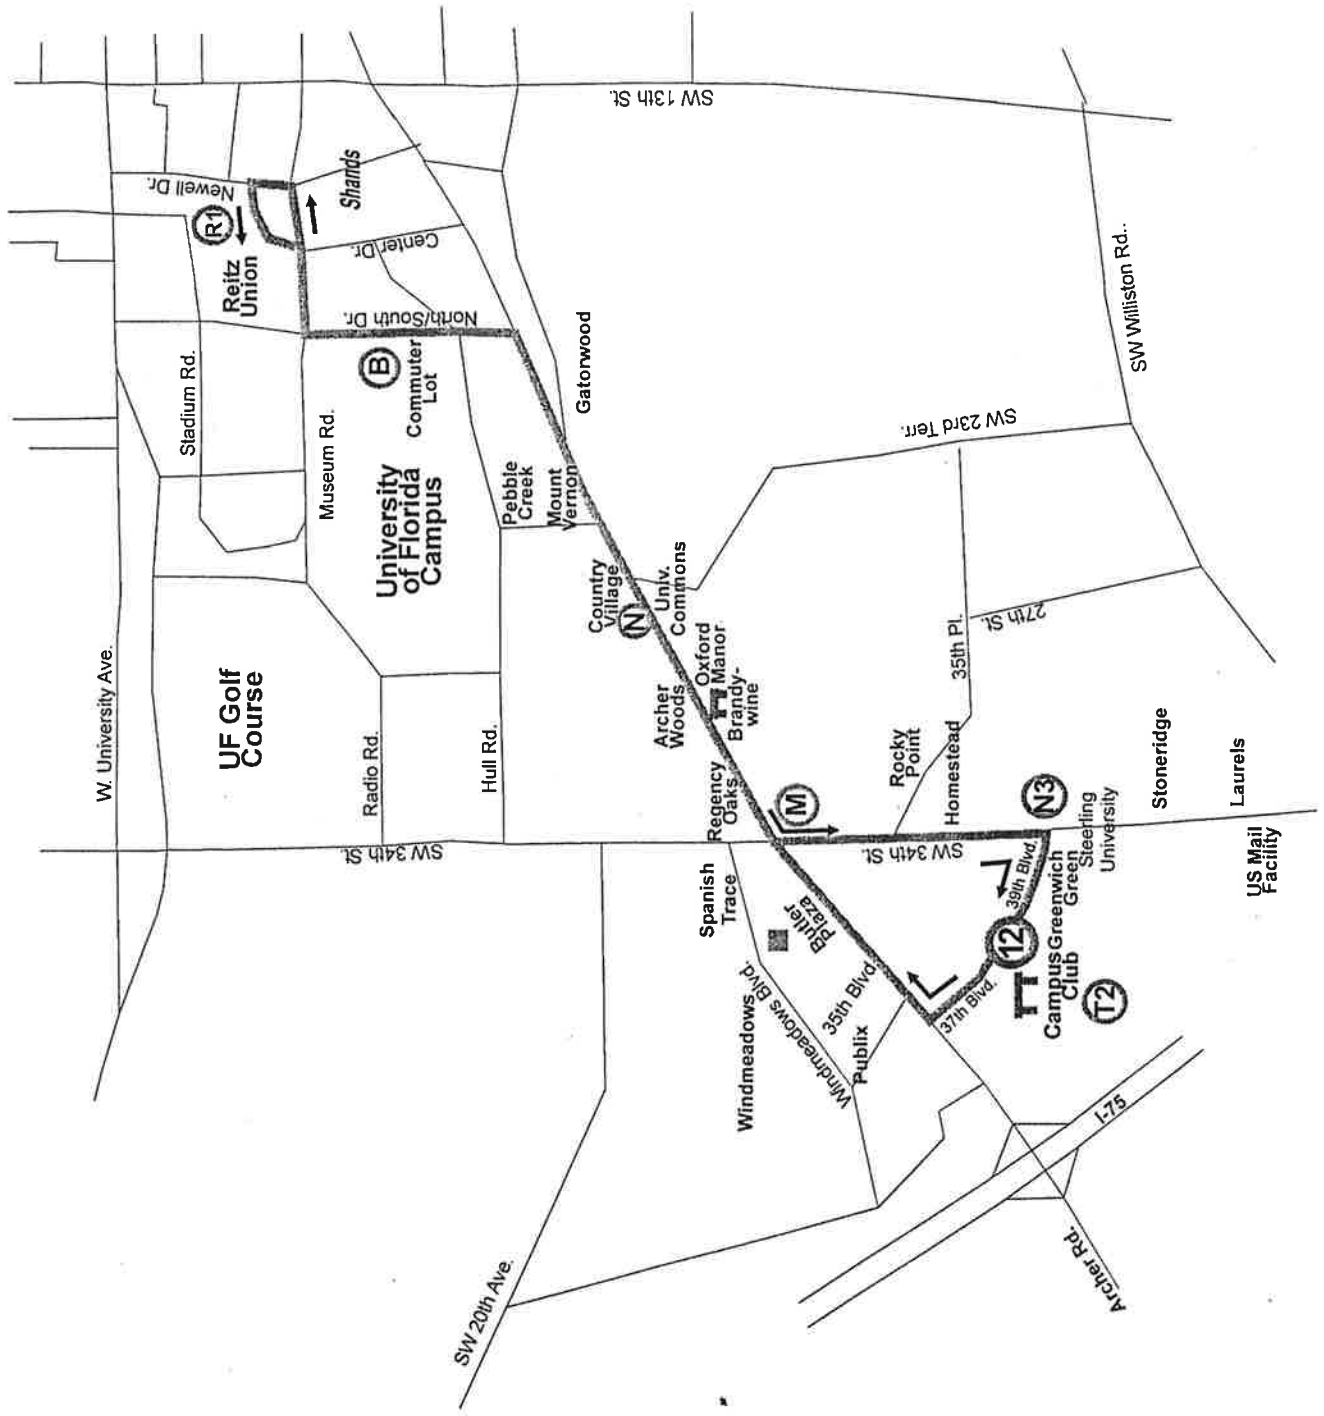 SW 13th St.
Newell Dr.
R1
Shands
Reitz
Union
Center Dr.
North/South Dr.
Stadium Rd.
Museum Rd.
B
Commuter
Lot
Gatorwood
SW Williston Rd..
SW 23rd Terr.
University
of Florida
Campus
Pebble
Creek
Mount
Vernon
Country
Village
N
Univ.
Commons
27th St.
35th Pl.
W. University Ave.
UF Golf
Course
Radio Rd.
Hull Rd.
Archer
Woods
Oxford
Manor
Brandy-
wine
Regency
Oaks
M
Rocky
Point
Homestead
N3
Stoneridge
Laurels
SW 34th St.
SW 34th St.
Steerling
University
US Mail
Facility
Spanish
Trace
Butler
Plaza
39th Blvd.
Greenwich
Green
12
Campus
Club
T2
37th Blvd.
35th Blvd.
Publix
Windmeadows
Windmeadows Blvd.
I-75
Archer Rd.
SW 20th Ave.